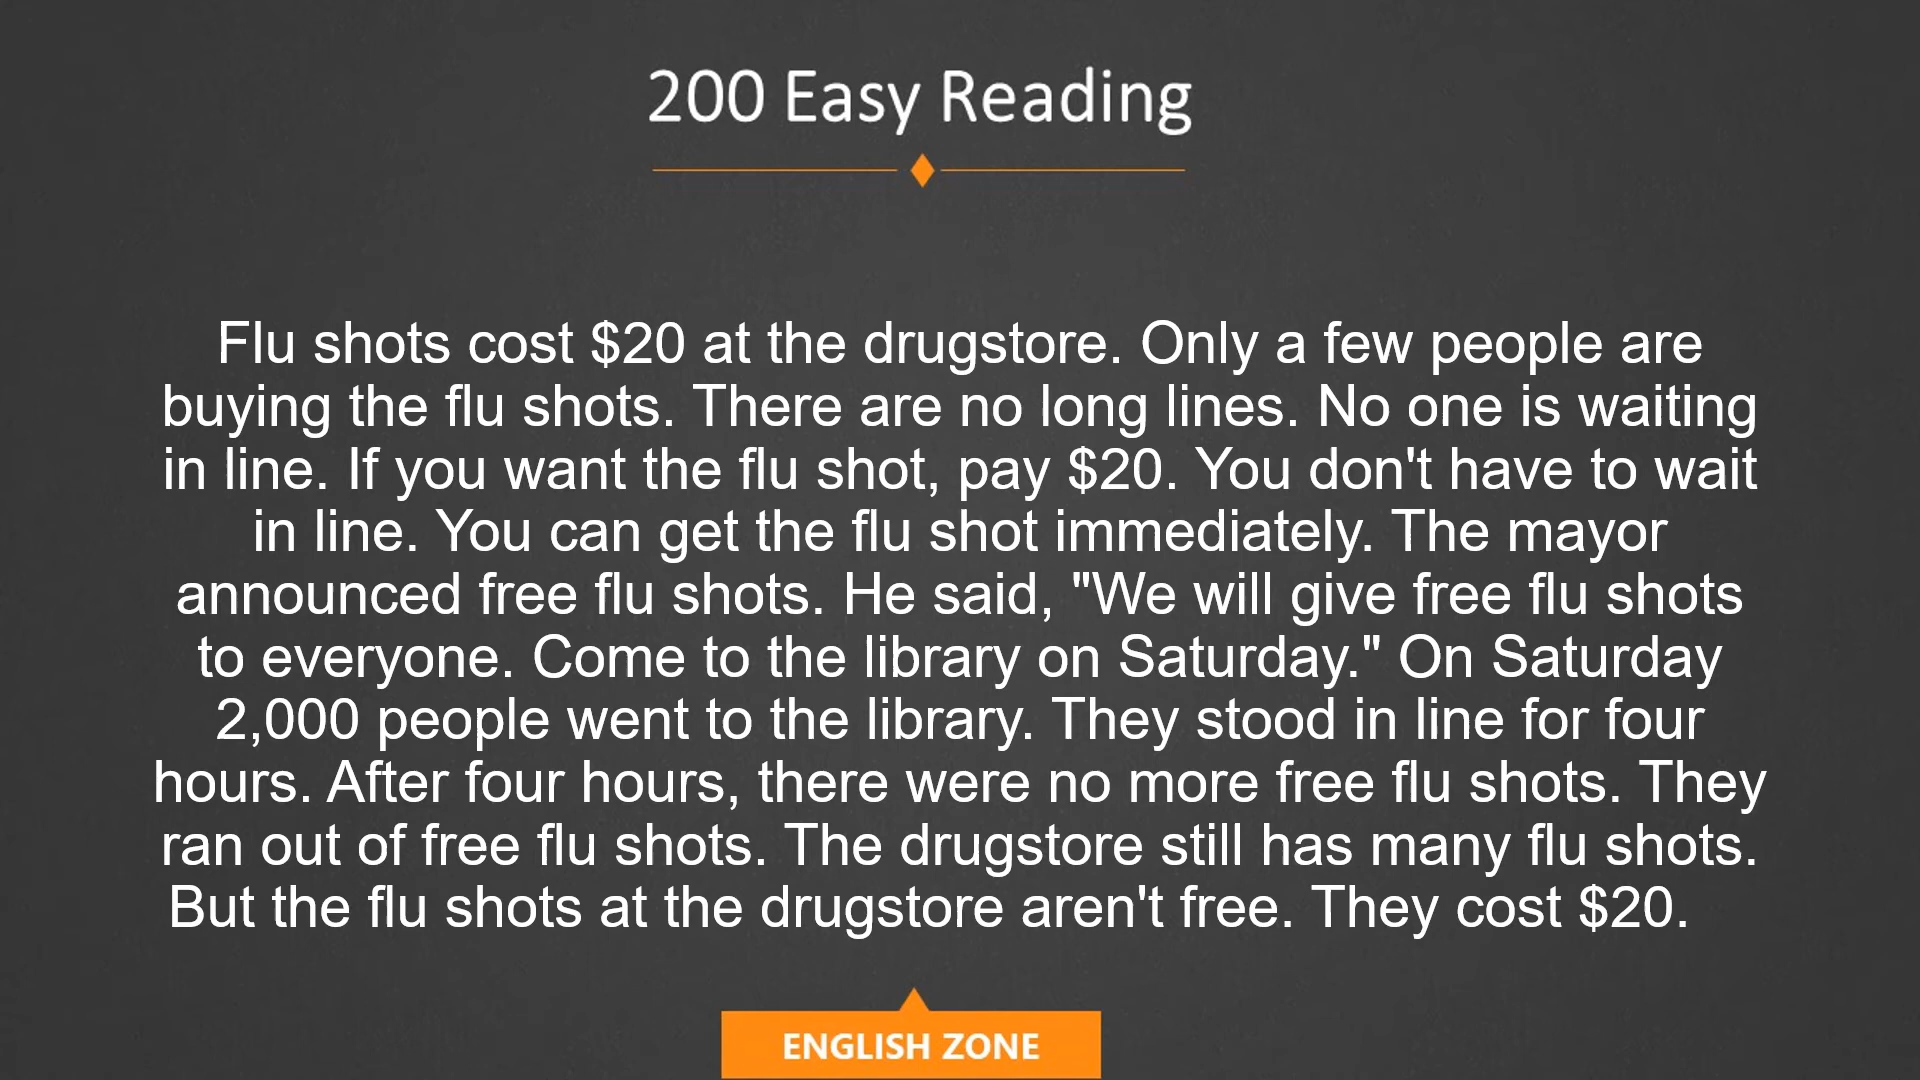 200 Easy Reading
Flu shots cost $20 at the drugstore. Only a few people are
buying the flu shots. There are no long lines. No one is waiting
in line. If you want the flu shot, pay $20. You don't have to wait
in line. You can get the flu shot immediately. The mayor
announced free flu shots. He said, "We will give free flu shots
to everyone. Come to the library on Saturday." On Saturday
2,000 people went to the library. They stood in line for four
hours. After four hours, there were no more free flu shots. They
ran out of free flu shots. The drugstore still has many flu shots.
But the flu shots at the drugstore aren't free. They cost $20.
ENGLISH ZONE